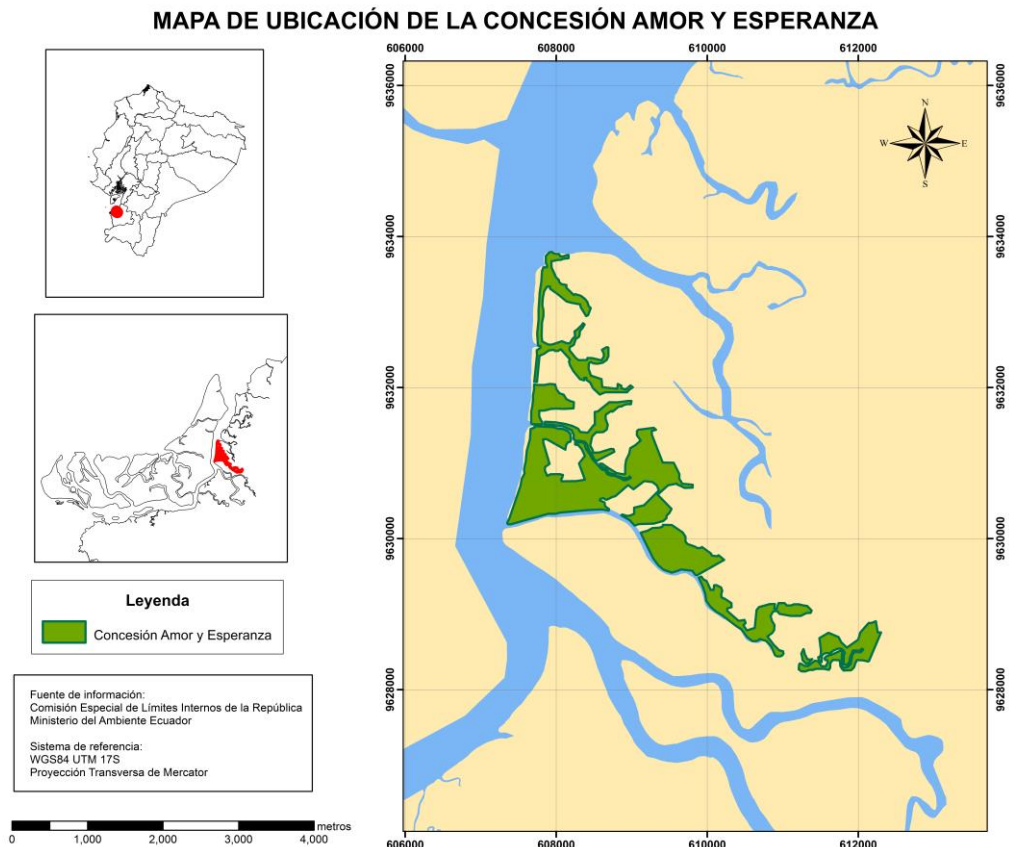 MAPA DE UBICACIÓN DE LA CONCESIÓN AMOR Y ESPERANZA
606000 608000 610000 612000
9636000 9636000
N
W E
S
9634000 9634000
9632000 9632000
9630000 9630000
9628000 9628000
606000 608000 610000 612000
Leyenda
Concesión Amor y Esperanza
Fuente de información:
Comisión Especial de Límites Internos de la República
Ministerio del Ambiente Ecuador
Sistema de referencia:
WGS84 UTM 17S
Proyección Transversa de Mercator
metros
0 1,000 2,000 3,000 4,000